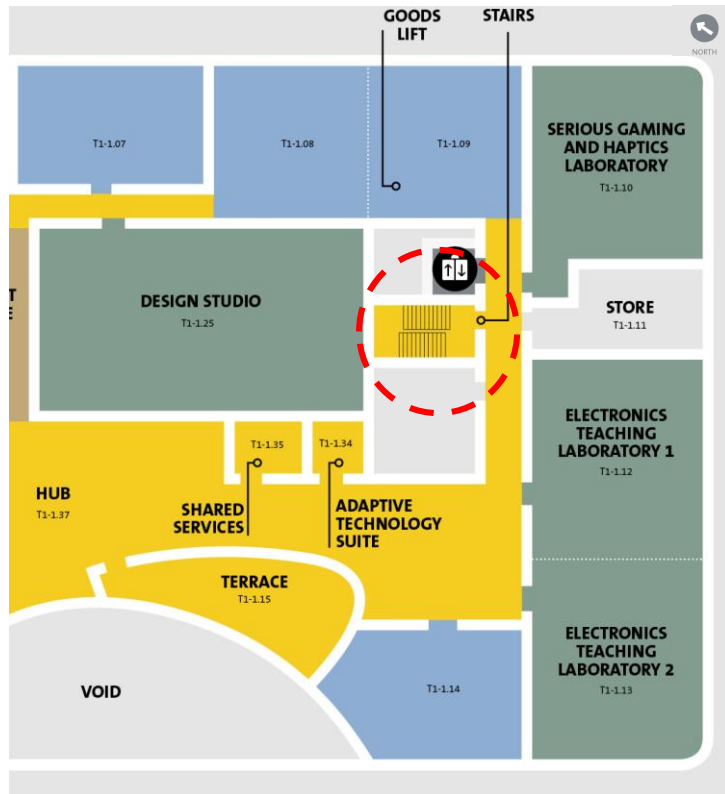 GOODS
LIFT
STAIRS
NORTH
T1-1.07
T1-1.08
T1-1.09
SERIOUS GAMING
AND HAPTICS
LABORATORY
T1-1.10
T
E
DESIGN STUDIO
T1-1.25
STORE
T1-1.11
ELECTRONICS
TEACHING
LABORATORY 1
T1-1.12
T1-1.35
T1-1.34
HUB
T1-1.37
SHARED
SERVICES
ADAPTIVE
TECHNOLOGY
SUITE
TERRACE
T1-1.15
ELECTRONICS
TEACHING
LABORATORY 2
T1-1.13
VOID
T1-1.14